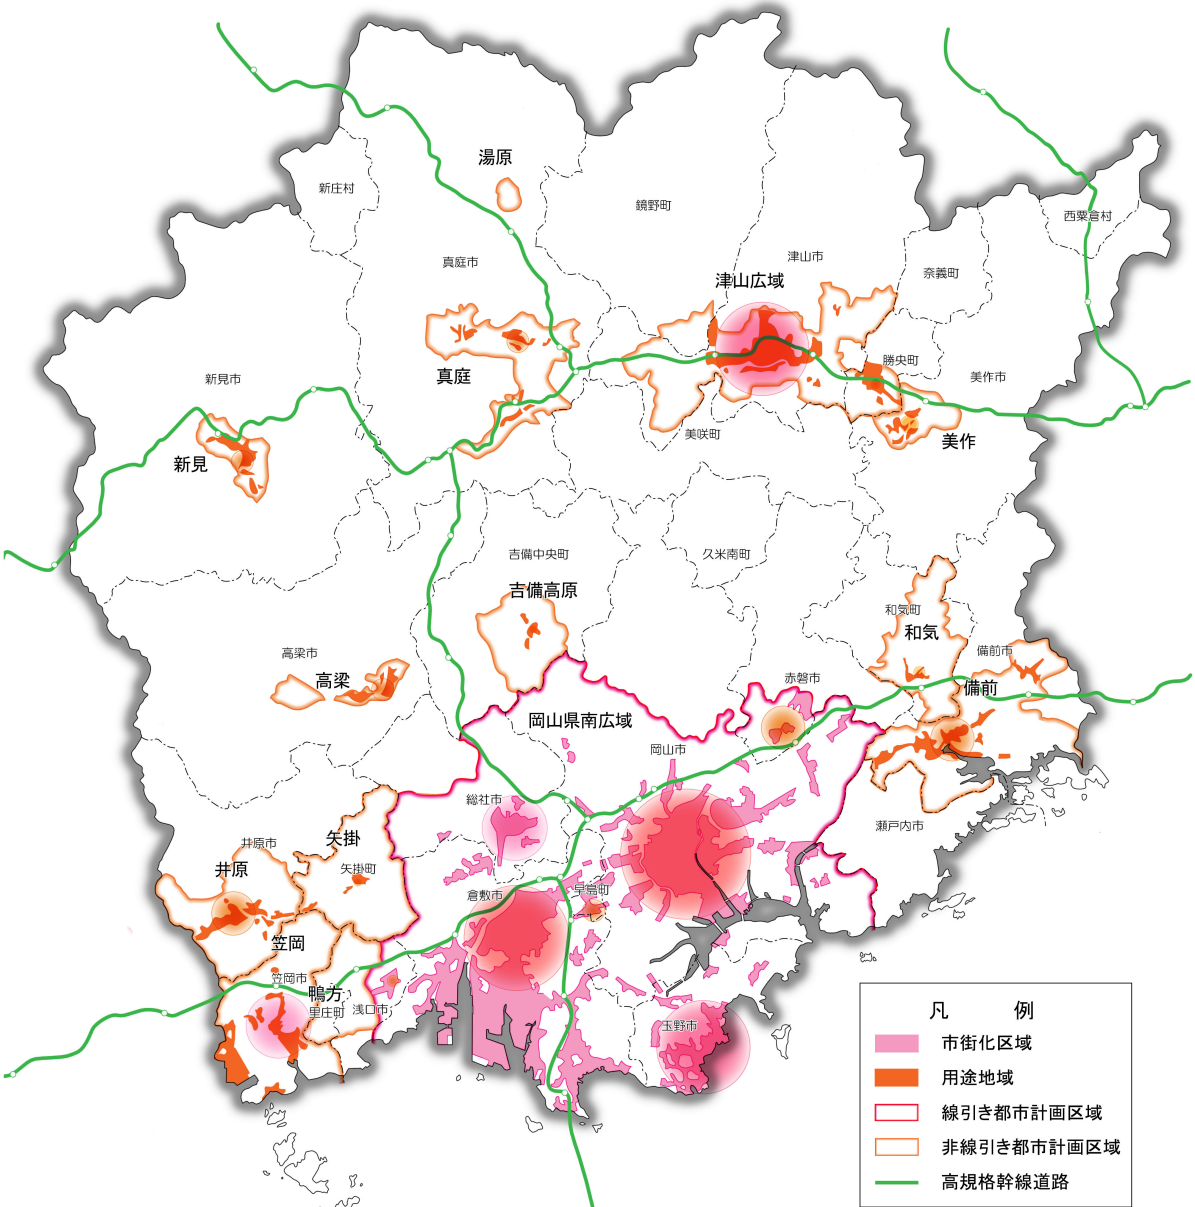 湯原
新庄村
鏡野町
西粟倉村
真庭市
津山市
奈義町
津山広域
勝央町
真庭
新見市
美作市
美咲町
美作
新見
吉備中央町
久米南町
吉備高原
和気町
和気
高梁市
備前市
高梁
赤磐市
備前
岡山県南広域
岡山市
総社市
瀬戸内市
矢掛
井原市
井原
矢掛町
倉敷市
早島町
笠岡
笠岡市
鴨方
里庄町
浅口市
玉野市
凡 例
市街化区域
用途地域
線引き都市計画区域
非線引き都市計画区域
高規格幹線道路